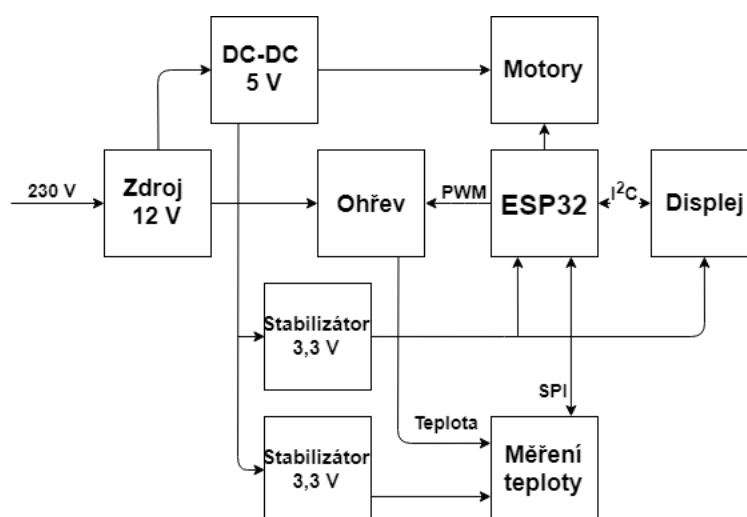 DC-DC
5 V
Motory
230 V
Zdroj
12 V
Ohřev
PWM
ESP32
I²C
Displej
Stabilizátor
3,3 V
SPI
Teplota
Stabilizátor
3,3 V
Měření
teploty